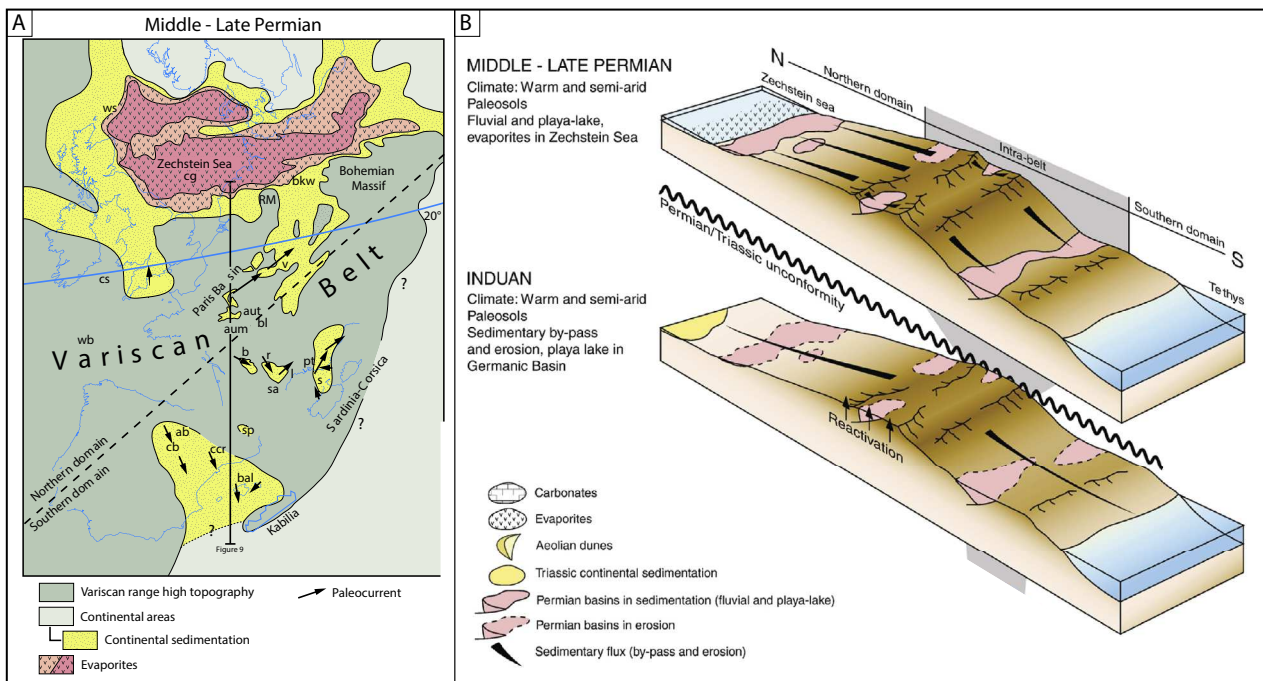 A
Middle - Late Permian
ws
Zechstein Sea
cg
bkw
Bohemian
Massif
RM
20°
cs
Paris Basin
v
Belt
?
aut
bl
aum
wb
Variscan
b
r
pt
s
sa
Sardinia-Corsica
?
sp
ab
cb
ccr
bal
Northern domain
Southern domain
?
Kabilia
Figure 9
Variscan range high topography
Paleocurrent
Continental areas
Continental sedimentation
Evaporites
B
MIDDLE - LATE PERMIAN
Climate: Warm and semi-arid
Paleosols
Fluvial and playa-lake,
evaporites in Zechstein Sea
N
Zechstein sea
Northern domain
Intra-belt
Southern domain
S
Tethys
Permian/Triassic unconformity
INDUAN
Climate: Warm and semi-arid
Paleosols
Sedimentary by-pass
and erosion, playa lake in
Germanic Basin
Reactivation
Carbonates
Evaporites
Aeolian dunes
Triassic continental sedimentation
Permian basins in sedimentation (fluvial and playa-lake)
Permian basins in erosion
Sedimentary flux (by-pass and erosion)